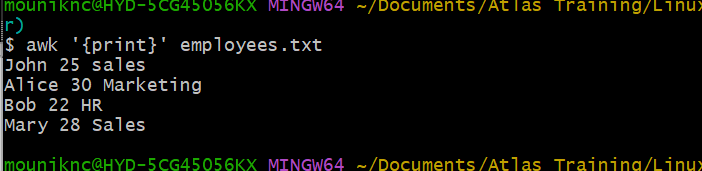 mouniknc@HYD-5CG45056KX MINGW64 ~/Documents/Atlas Training/Linux
r)
$ awk '{print}' employees.txt
John 25 sales
Alice 30 Marketing
Bob 22 HR
Mary 28 Sales
mouniknc@HYD-5CG45056KX MINGW64 ~/Documents/Atlas Training/Linux